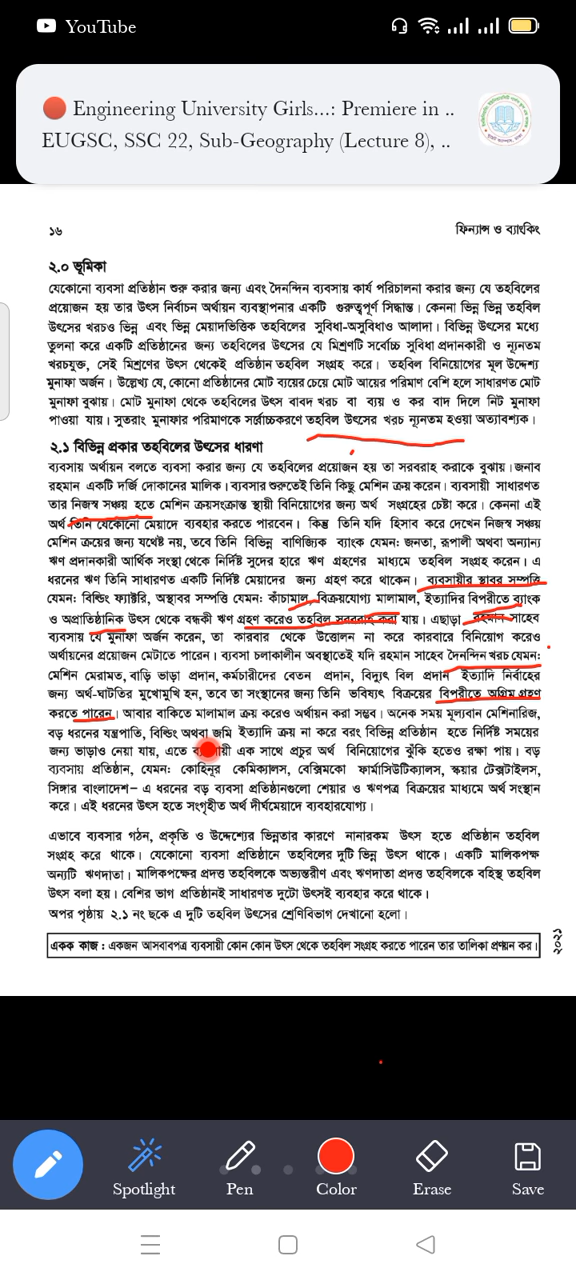 YouTube
Engineering University Girls...: Premiere in ..
EUGSC, SSC 22, Sub-Geography (Lecture 8), ..
১৬ ফিন্যান্স ও ব্যাংকিং
২.০ ভূমিকা
যেকোনো ব্যবসা প্রতিষ্ঠান শুরু করার জন্য এবং দৈনন্দিন ব্যবসায় কার্য পরিচালনা করার জন্য যে তহবিলের
প্রয়োজন হয় তার উৎস নির্বাচন অর্থায়ন ব্যবস্থাপনার একটি গুরুত্বপূর্ণ সিদ্ধান্ত। কেননা ভিন্ন ভিন্ন তহবিল
উৎসের খরচও ভিন্ন এবং ভিন্ন মেয়াদভিত্তিক তহবিলের সুবিধা-অসুবিধাও আলাদা। বিভিন্ন উৎসের মধ্যে
তুলনা করে একটি প্রতিষ্ঠানের জন্য তহবিলের উৎসের যে মিশ্রণটি সর্বোচ্চ সুবিধা প্রদানকারী ও ন্যূনতম
খরচযুক্ত, সেই মিশ্রণের উৎস থেকেই প্রতিষ্ঠান তহবিল সংগ্রহ করে। তহবিল বিনিয়োগের মূল উদ্দেশ্য
মুনাফা অর্জন। উল্লেখ্য যে, কোনো প্রতিষ্ঠানের মোট ব্যয়ের চেয়ে মোট আয়ের পরিমাণ বেশি হলে সাধারণত মোট
মুনাফা বুঝায়। মোট মুনাফা থেকে তহবিলের উৎস বাবদ খরচ বা ব্যয় ও কর বাদ দিলে নিট মুনাফা
পাওয়া যায়। সুতরাং মুনাফার পরিমাণকে সর্বোচ্চকরণে তহবিল উৎসের খরচ ন্যূনতম হওয়া অত্যাবশ্যক।
২.১ বিভিন্ন প্রকার তহবিলের উৎসের ধারণা
ব্যবসায় অর্থায়ন বলতে ব্যবসা করার জন্য যে তহবিলের প্রয়োজন হয় তা সরবরাহ করাকে বুঝায়। জনাব
রহমান একটি দর্জি দোকানের মালিক। ব্যবসার শুরুতেই তিনি কিছু মেশিন ক্রয় করেন। ব্যবসায়ী সাধারণত
তার নিজস্ব সঞ্চয় হতে মেশিন ক্রয়সংক্রান্ত স্থায়ী বিনিয়োগের জন্য অর্থ সংগ্রহের চেষ্টা করে। কেননা এই
অর্থ তিনি যেকোনো মেয়াদে ব্যবহার করতে পারবেন। কিন্তু তিনি যদি হিসাব করে দেখেন নিজস্ব সঞ্চয়
মেশিন ক্রয়ের জন্য যথেষ্ট নয়, তবে তিনি বিভিন্ন বাণিজ্যিক ব্যাংক যেমন: জনতা, রূপালী অথবা অন্যান্য
ঋণ প্রদানকারী আর্থিক সংস্থা থেকে নির্দিষ্ট সুদের হারে ঋণ গ্রহণের মাধ্যমে তহবিল সংগ্রহ করেন। এ
ধরনের ঋণ তিনি সাধারণত একটি নির্দিষ্ট মেয়াদের জন্য গ্রহণ করে থাকেন। ব্যবসায়ীর স্থাবর সম্পত্তি
যেমন: বিল্ডিং ফ্যাক্টরি, অস্থাবর সম্পত্তি যেমন: কাঁচামাল, বিক্রয়যোগ্য মালামাল, ইত্যাদির বিপরীতে ব্যাংক
ও অপ্রাতিষ্ঠানিক উৎস থেকে বন্ধকী ঋণ গ্রহণ করেও তহবিল সরবরাহ করা যায়। এছাড়া রহমান সাহেব
ব্যবসায় যে মুনাফা অর্জন করেন, তা কারবার থেকে উত্তোলন না করে কারবারে বিনিয়োগ করেও
অর্থায়নের প্রয়োজন মেটাতে পারেন। ব্যবসা চলাকালীন অবস্থাতেই যদি রহমান সাহেব দৈনন্দিন খরচ যেমন:
মেশিন মেরামত, বাড়ি ভাড়া প্রদান, কর্মচারীদের বেতন প্রদান, বিদ্যুৎ বিল প্রদান ইত্যাদি নির্বাহের
জন্য অর্থ-ঘাটতির মুখোমুখি হন, তবে তা সংস্থানের জন্য তিনি ভবিষ্যৎ বিক্রয়ের বিপরীতে অগ্রিম গ্রহণ
করতে পারেন। আবার বাকিতে মালামাল ক্রয় করেও অর্থায়ন করা সম্ভব। অনেক সময় মূল্যবান মেশিনারিজ,
বড় ধরনের যন্ত্রপাতি, বিল্ডিং অথবা জমি ইত্যাদি ক্রয় না করে বরং বিভিন্ন প্রতিষ্ঠান হতে নির্দিষ্ট সময়ের
জন্য ভাড়াও নেয়া যায়, এতে ব্যবসায়ী এক সাথে প্রচুর অর্থ বিনিয়োগের ঝুঁকি হতেও রক্ষা পায়। বড়
ব্যবসায় প্রতিষ্ঠান, যেমন: কোহিনূর কেমিক্যালস, বেক্সিমকো ফার্মাসিউটিক্যালস, স্কয়ার টেক্সটাইলস,
সিঙ্গার বাংলাদেশ– এ ধরনের বড় ব্যবসা প্রতিষ্ঠানগুলো শেয়ার ও ঋণপত্র বিক্রয়ের মাধ্যমে অর্থ সংস্থান
করে। এই ধরনের উৎস হতে সংগৃহীত অর্থ দীর্ঘমেয়াদে ব্যবহারযোগ্য।
এভাবে ব্যবসার গঠন, প্রকৃতি ও উদ্দেশ্যের ভিন্নতার কারণে নানারকম উৎস হতে প্রতিষ্ঠান তহবিল
সংগ্রহ করে থাকে। যেকোনো ব্যবসা প্রতিষ্ঠানে তহবিলের দুটি ভিন্ন উৎস থাকে। একটি মালিকপক্ষ
অন্যটি ঋণদাতা। মালিকপক্ষের প্রদত্ত তহবিলকে অভ্যন্তরীণ এবং ঋণদাতা প্রদত্ত তহবিলকে বহিস্থ তহবিল
উৎস বলা হয়। বেশির ভাগ প্রতিষ্ঠানই সাধারণত দুটো উৎসই ব্যবহার করে থাকে।
অপর পৃষ্ঠায় ২.১ নং ছকে এ দুটি তহবিল উৎসের শ্রেণিবিভাগ দেখানো হলো।
একক কাজ : একজন আসবাবপত্র ব্যবসায়ী কোন কোন উৎস থেকে তহবিল সংগ্রহ করতে পারেন তার তালিকা প্রণয়ন কর।
২০২১
Spotlight Pen Color Erase Save